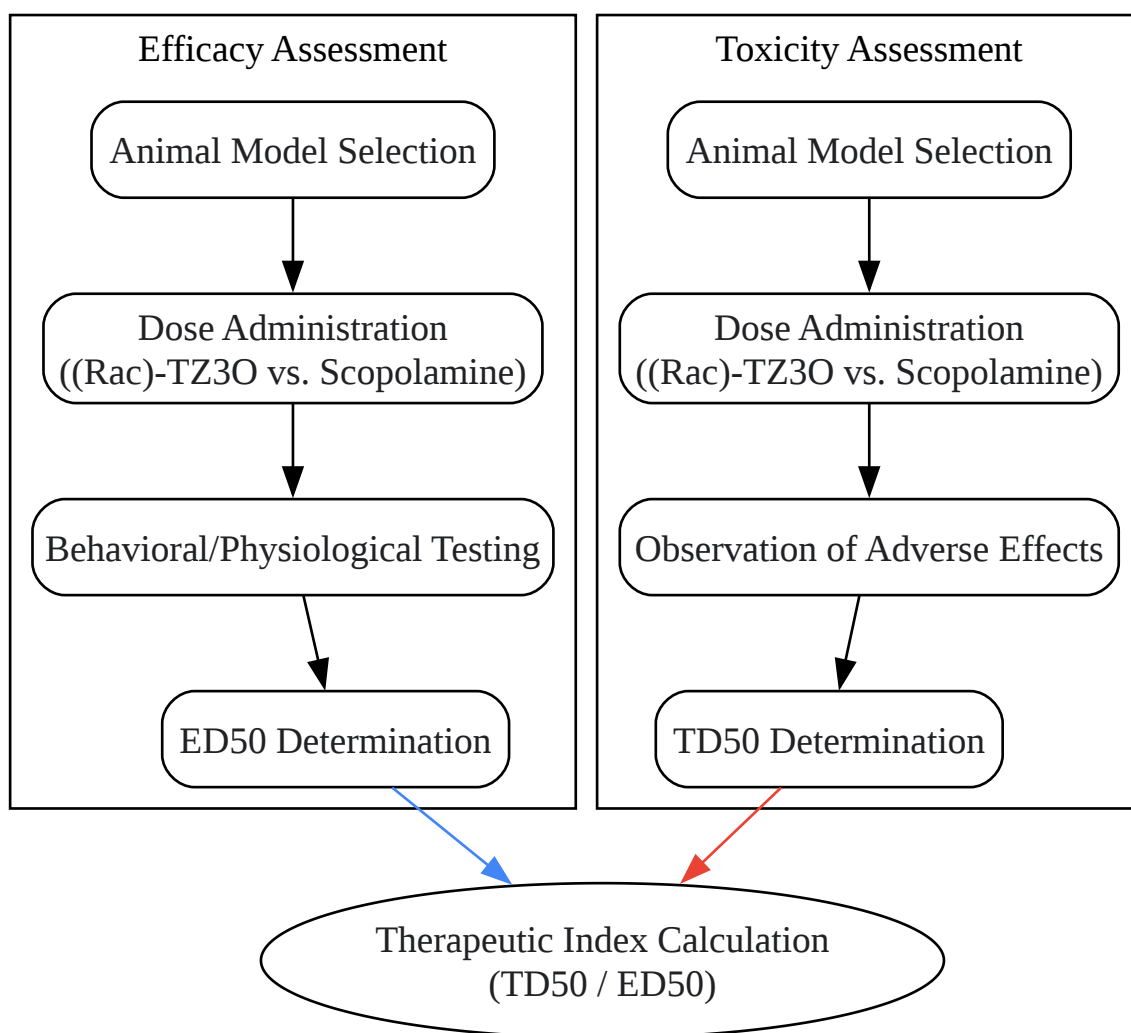 Efficacy Assessment
Animal Model Selection
Dose Administration
((Rac)-TZ3O vs. Scopolamine)
Behavioral/Physiological Testing
ED50 Determination
Toxicity Assessment
Animal Model Selection
Dose Administration
((Rac)-TZ3O vs. Scopolamine)
Observation of Adverse Effects
TD50 Determination
Therapeutic Index Calculation
(TD50 / ED50)